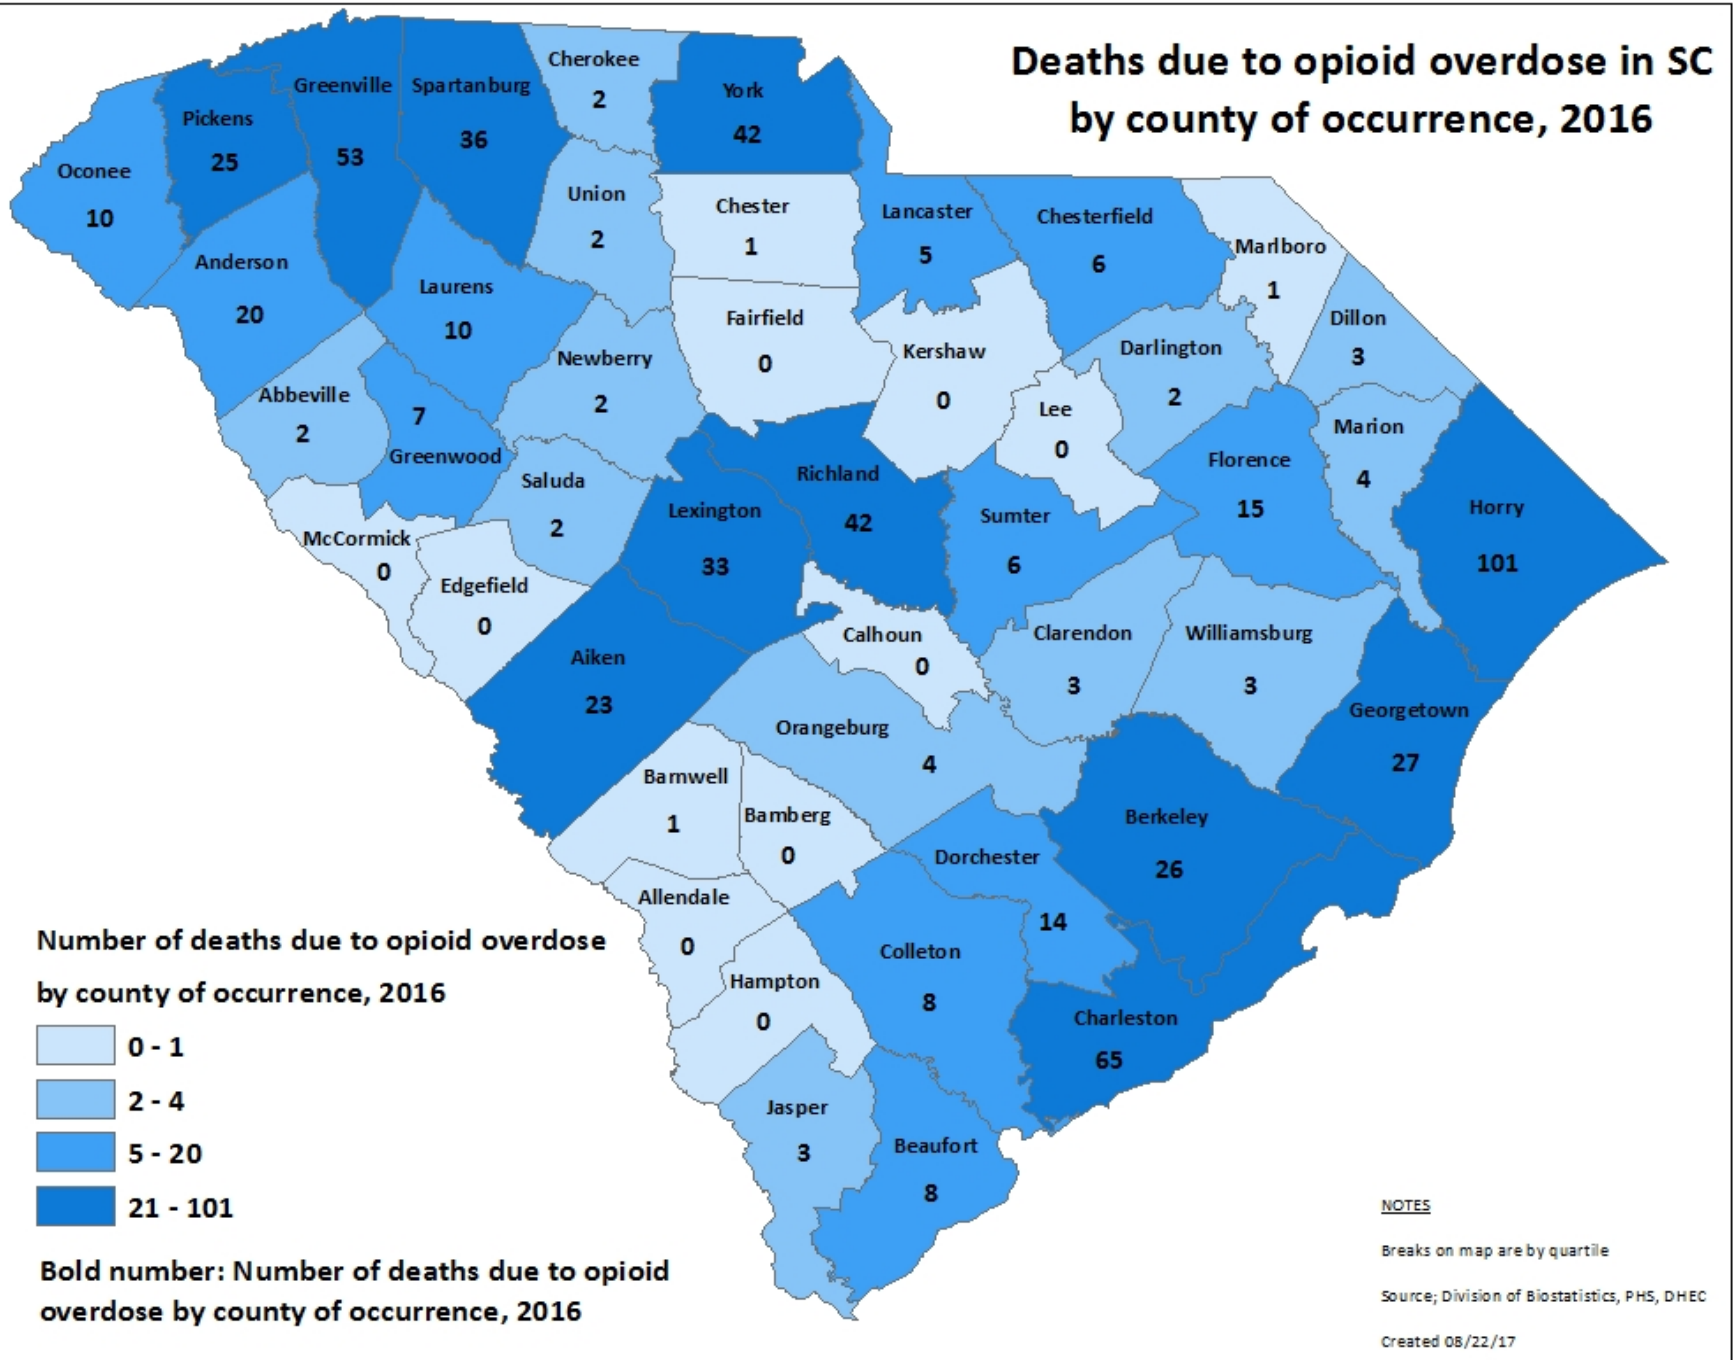 Deaths due to opioid overdose in SC
by county of occurrence, 2016
Cherokee
2
York
42
Greenville
53
Spartanburg
36
Pickens
25
Oconee
10
Union
2
Chester
1
Lancaster
5
Chesterfield
6
Marlboro
1
Anderson
20
Laurens
10
Fairfield
0
Dillon
3
Newberry
2
Kershaw
0
Darlington
2
Abbeville
2
7
Greenwood
Lee
0
Marion
4
Saluda
2
Richland
42
Florence
15
Lexington
33
Sumter
6
Horry
101
McCormick
0
Edgefield
0
Calhoun
0
Clarendon
3
Williamsburg
3
Aiken
23
Orangeburg
4
Georgetown
27
Barnwell
1
Bamberg
0
Berkeley
26
Dorchester
14
Allendale
0
Colleton
8
Hampton
0
Charleston
65
Jasper
3
Beaufort
8
Number of deaths due to opioid overdose
by county of occurrence, 2016
0 - 1
2 - 4
5 - 20
21 - 101
Bold number: Number of deaths due to opioid
overdose by county of occurrence, 2016
NOTES
Breaks on map are by quartile
Source; Division of Biostatistics, PHS, DHEC
Created 08/22/17